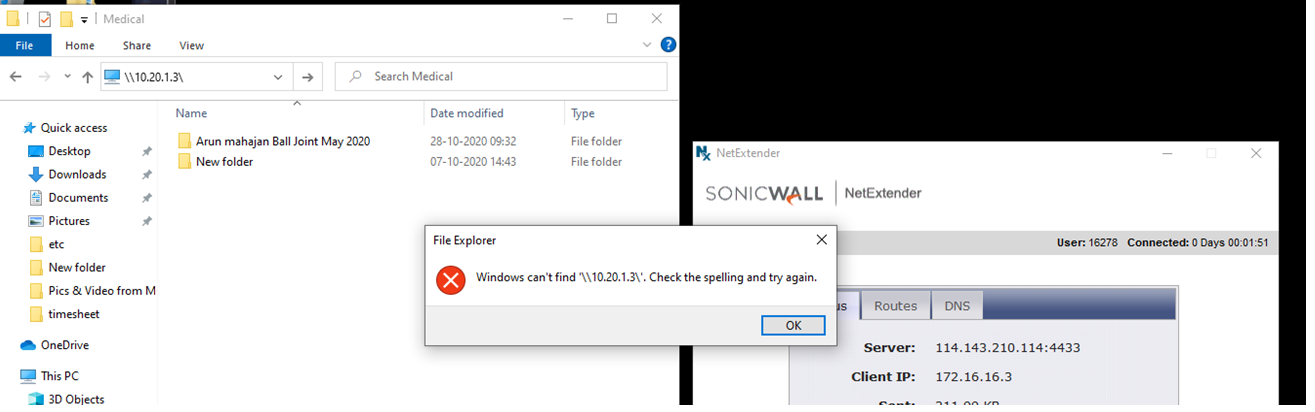 Medical
File Home Share View
\\10.20.1.3\
Search Medical
Name Date modified Type
Quick access
Desktop
Downloads
Documents
Pictures
etc
New folder
Pics & Video from M
timesheet
OneDrive
This PC
3D Objects
Arun mahajan Ball Joint May 2020 28-10-2020 09:32 File folder
New folder 07-10-2020 14:43 File folder
File Explorer
Windows can't find '\\10.20.1.3\'. Check the spelling and try again.
OK
NetExtender
SONICWALL NetExtender
User: 16278 Connected: 0 Days 00:01:51
Routes DNS
Server: 114.143.210.114:4433
Client IP: 172.16.16.3